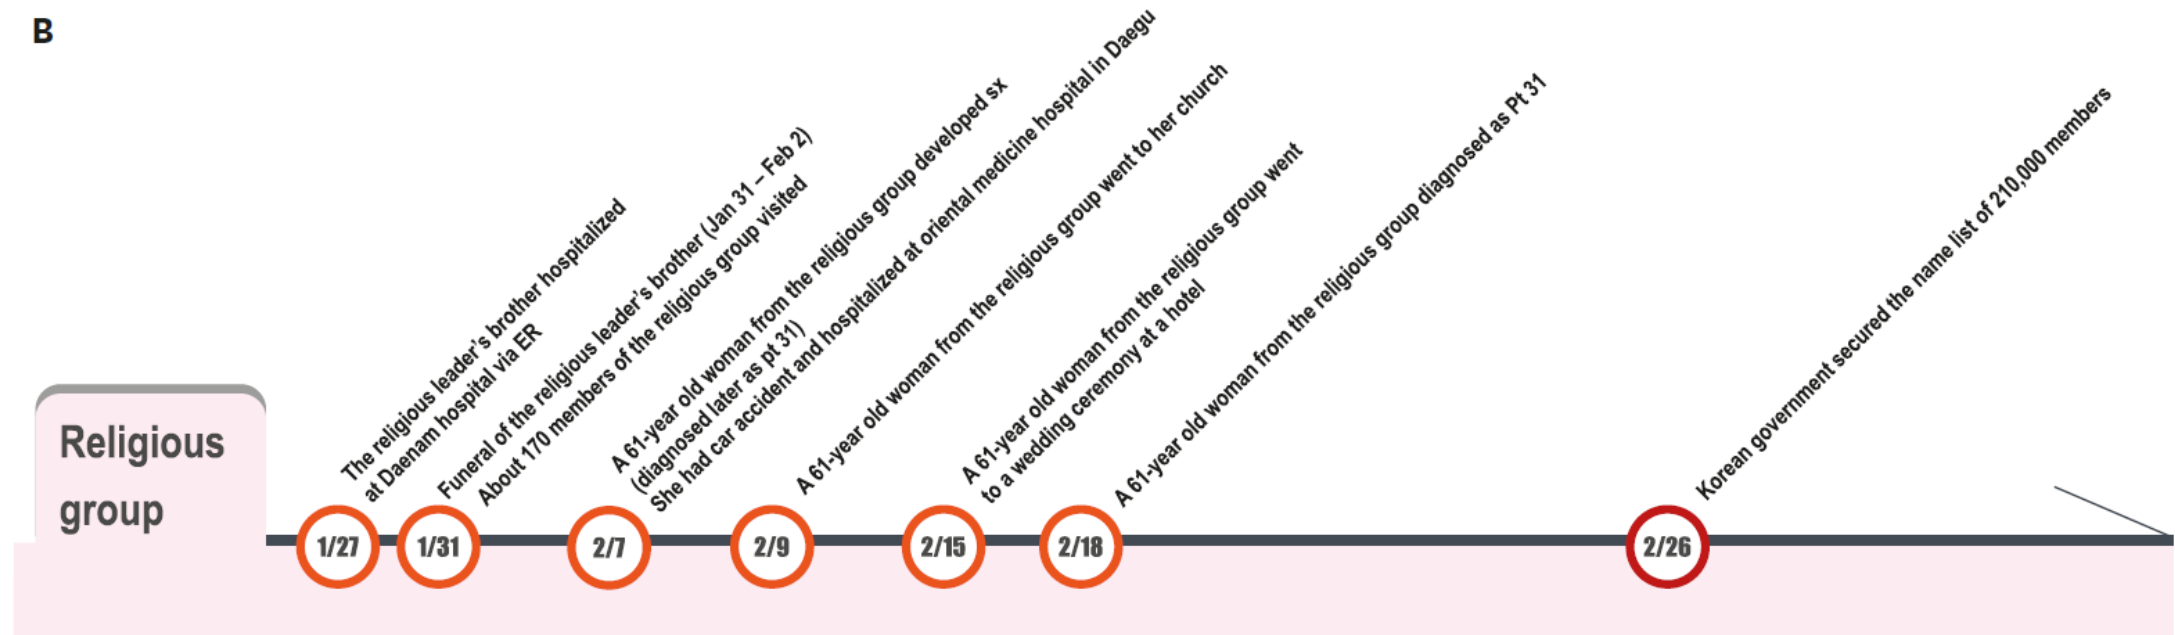 B
Religious
group
The religious leader's brother hospitalized
at Daenam hospital via ER
Funeral of the religious leader's brother (Jan 31 – Feb 2)
About 170 members of the religious group visited
A 61-year old woman from the religious group developed sx
(diagnosed later as pt 31)
She had car accident and hospitalized at oriental medicine hospital in Daegu
A 61-year old woman from the religious group went to her church
A 61-year old woman from the religious group went
to a wedding ceremony at a hotel
A 61-year old woman from the religious group diagnosed as Pt 31
Korean government secured the name list of 210,000 members
1/27
1/31
2/7
2/9
2/15
2/18
2/26